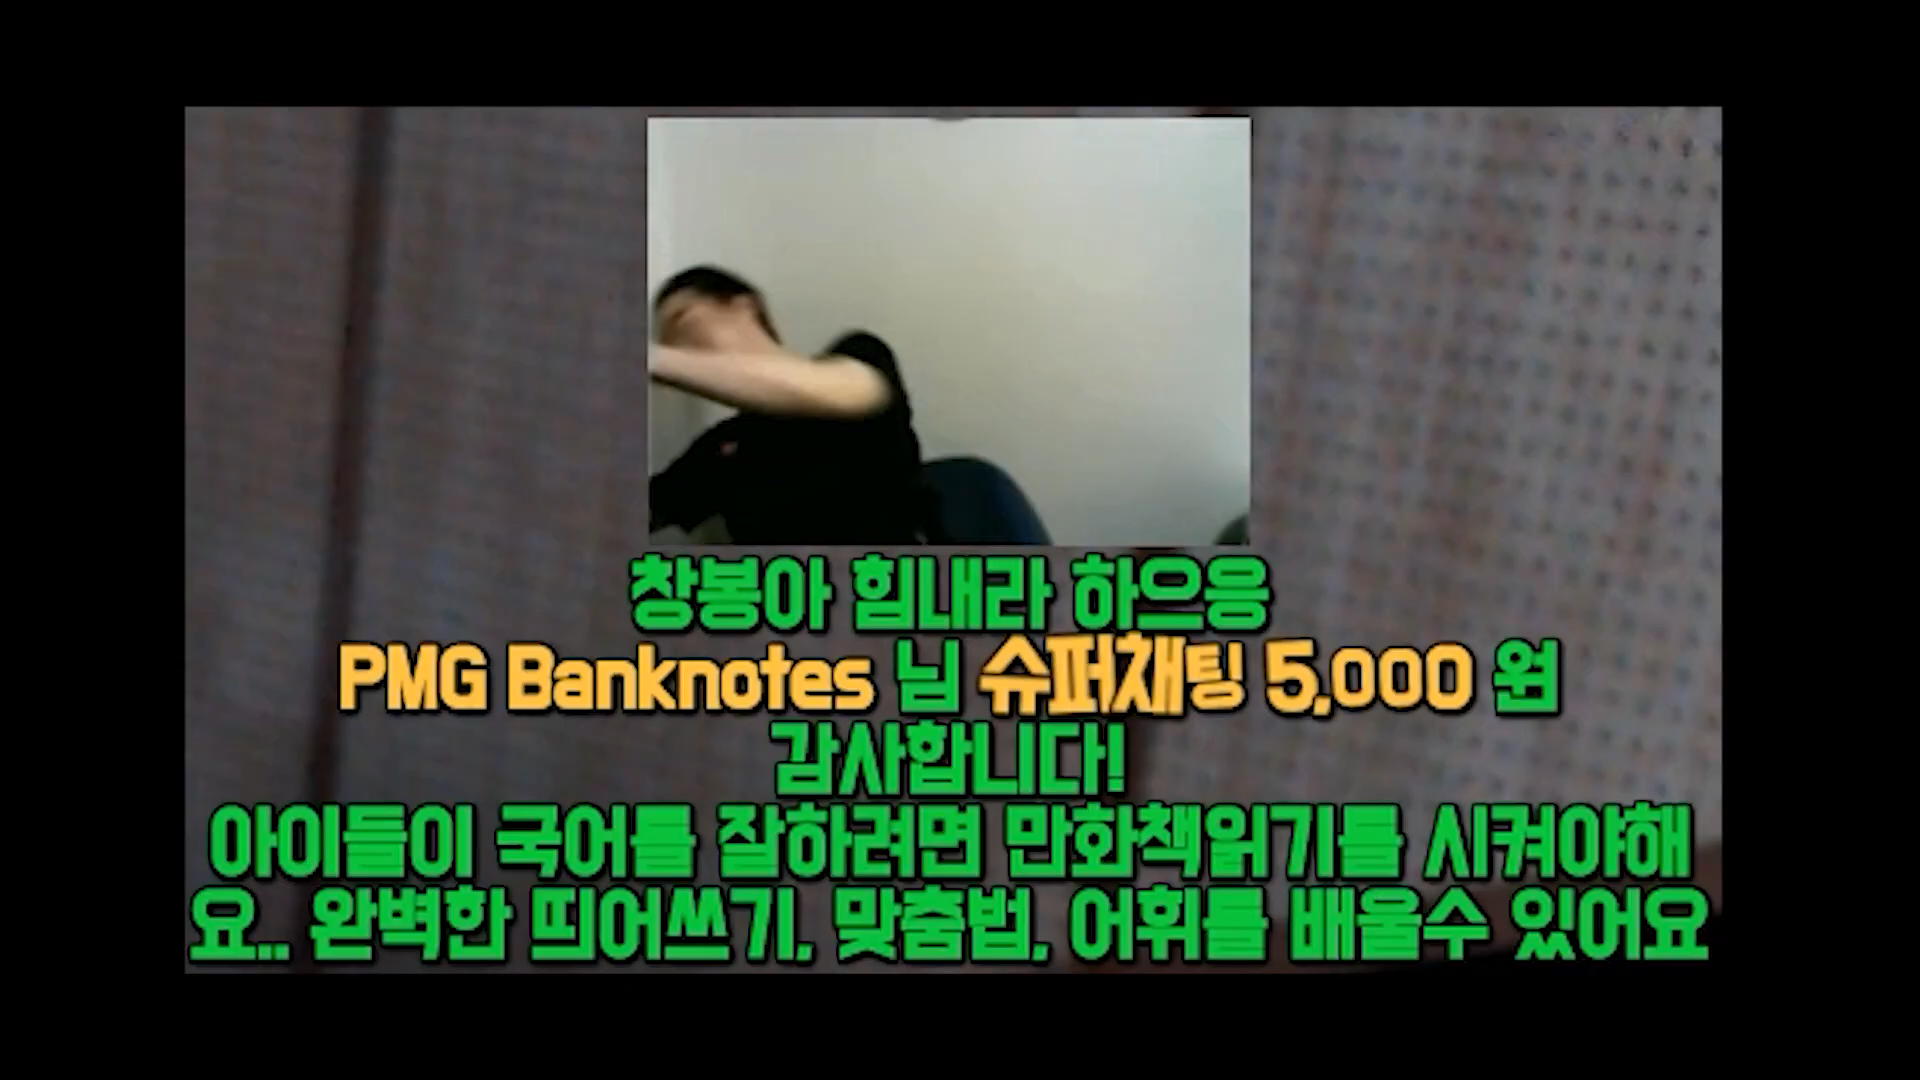 창봉아 힘내라 하으응
PMG Banknotes 님 슈퍼채팅 5,000 원
감사합니다!
아이들이 국어를 잘하려면 만화책읽기를 시켜야해
요.. 완벽한 띄어쓰기, 맞춤법, 어휘를 배울수 있어요